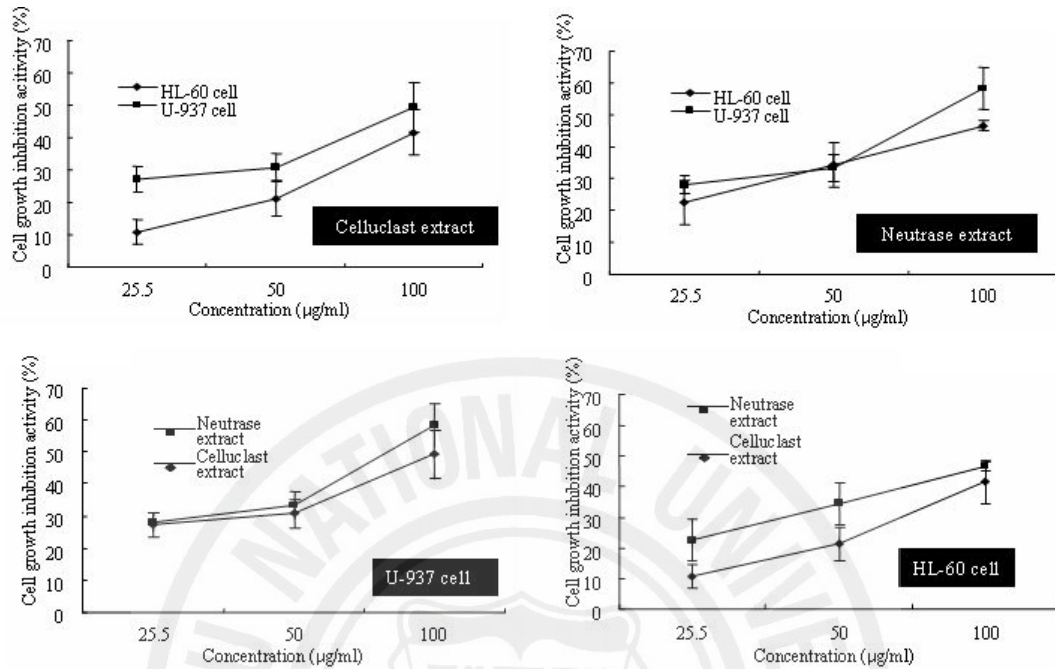 Cell growth inhibition acitivity (%)
70
60
50
40
30
20
10
0
HL-60 cell
U-937 cell
Celluclast extract
25.5 50 100
Concentration (µg/ml)
Cell growth inhibition activity (%)
70
60
50
40
30
20
10
0
HL-60 cell
U-937 cell
Neutrase extract
25.5 50 100
Concentration (µg/ml)
Cell growth inhibition activity (%)
70
60
50
40
30
20
10
0
Neutrase
extract
Celluclast
extract
U-937 cell
25.5 50 100
Concentration (µg/ml)
Cell growth inhibition activity (%)
70
60
50
40
30
20
10
0
Neutrase
extract
Celluclast
extract
HL-60 cell
25.5 50 100
Concentration (µg/ml)
NATIONAL